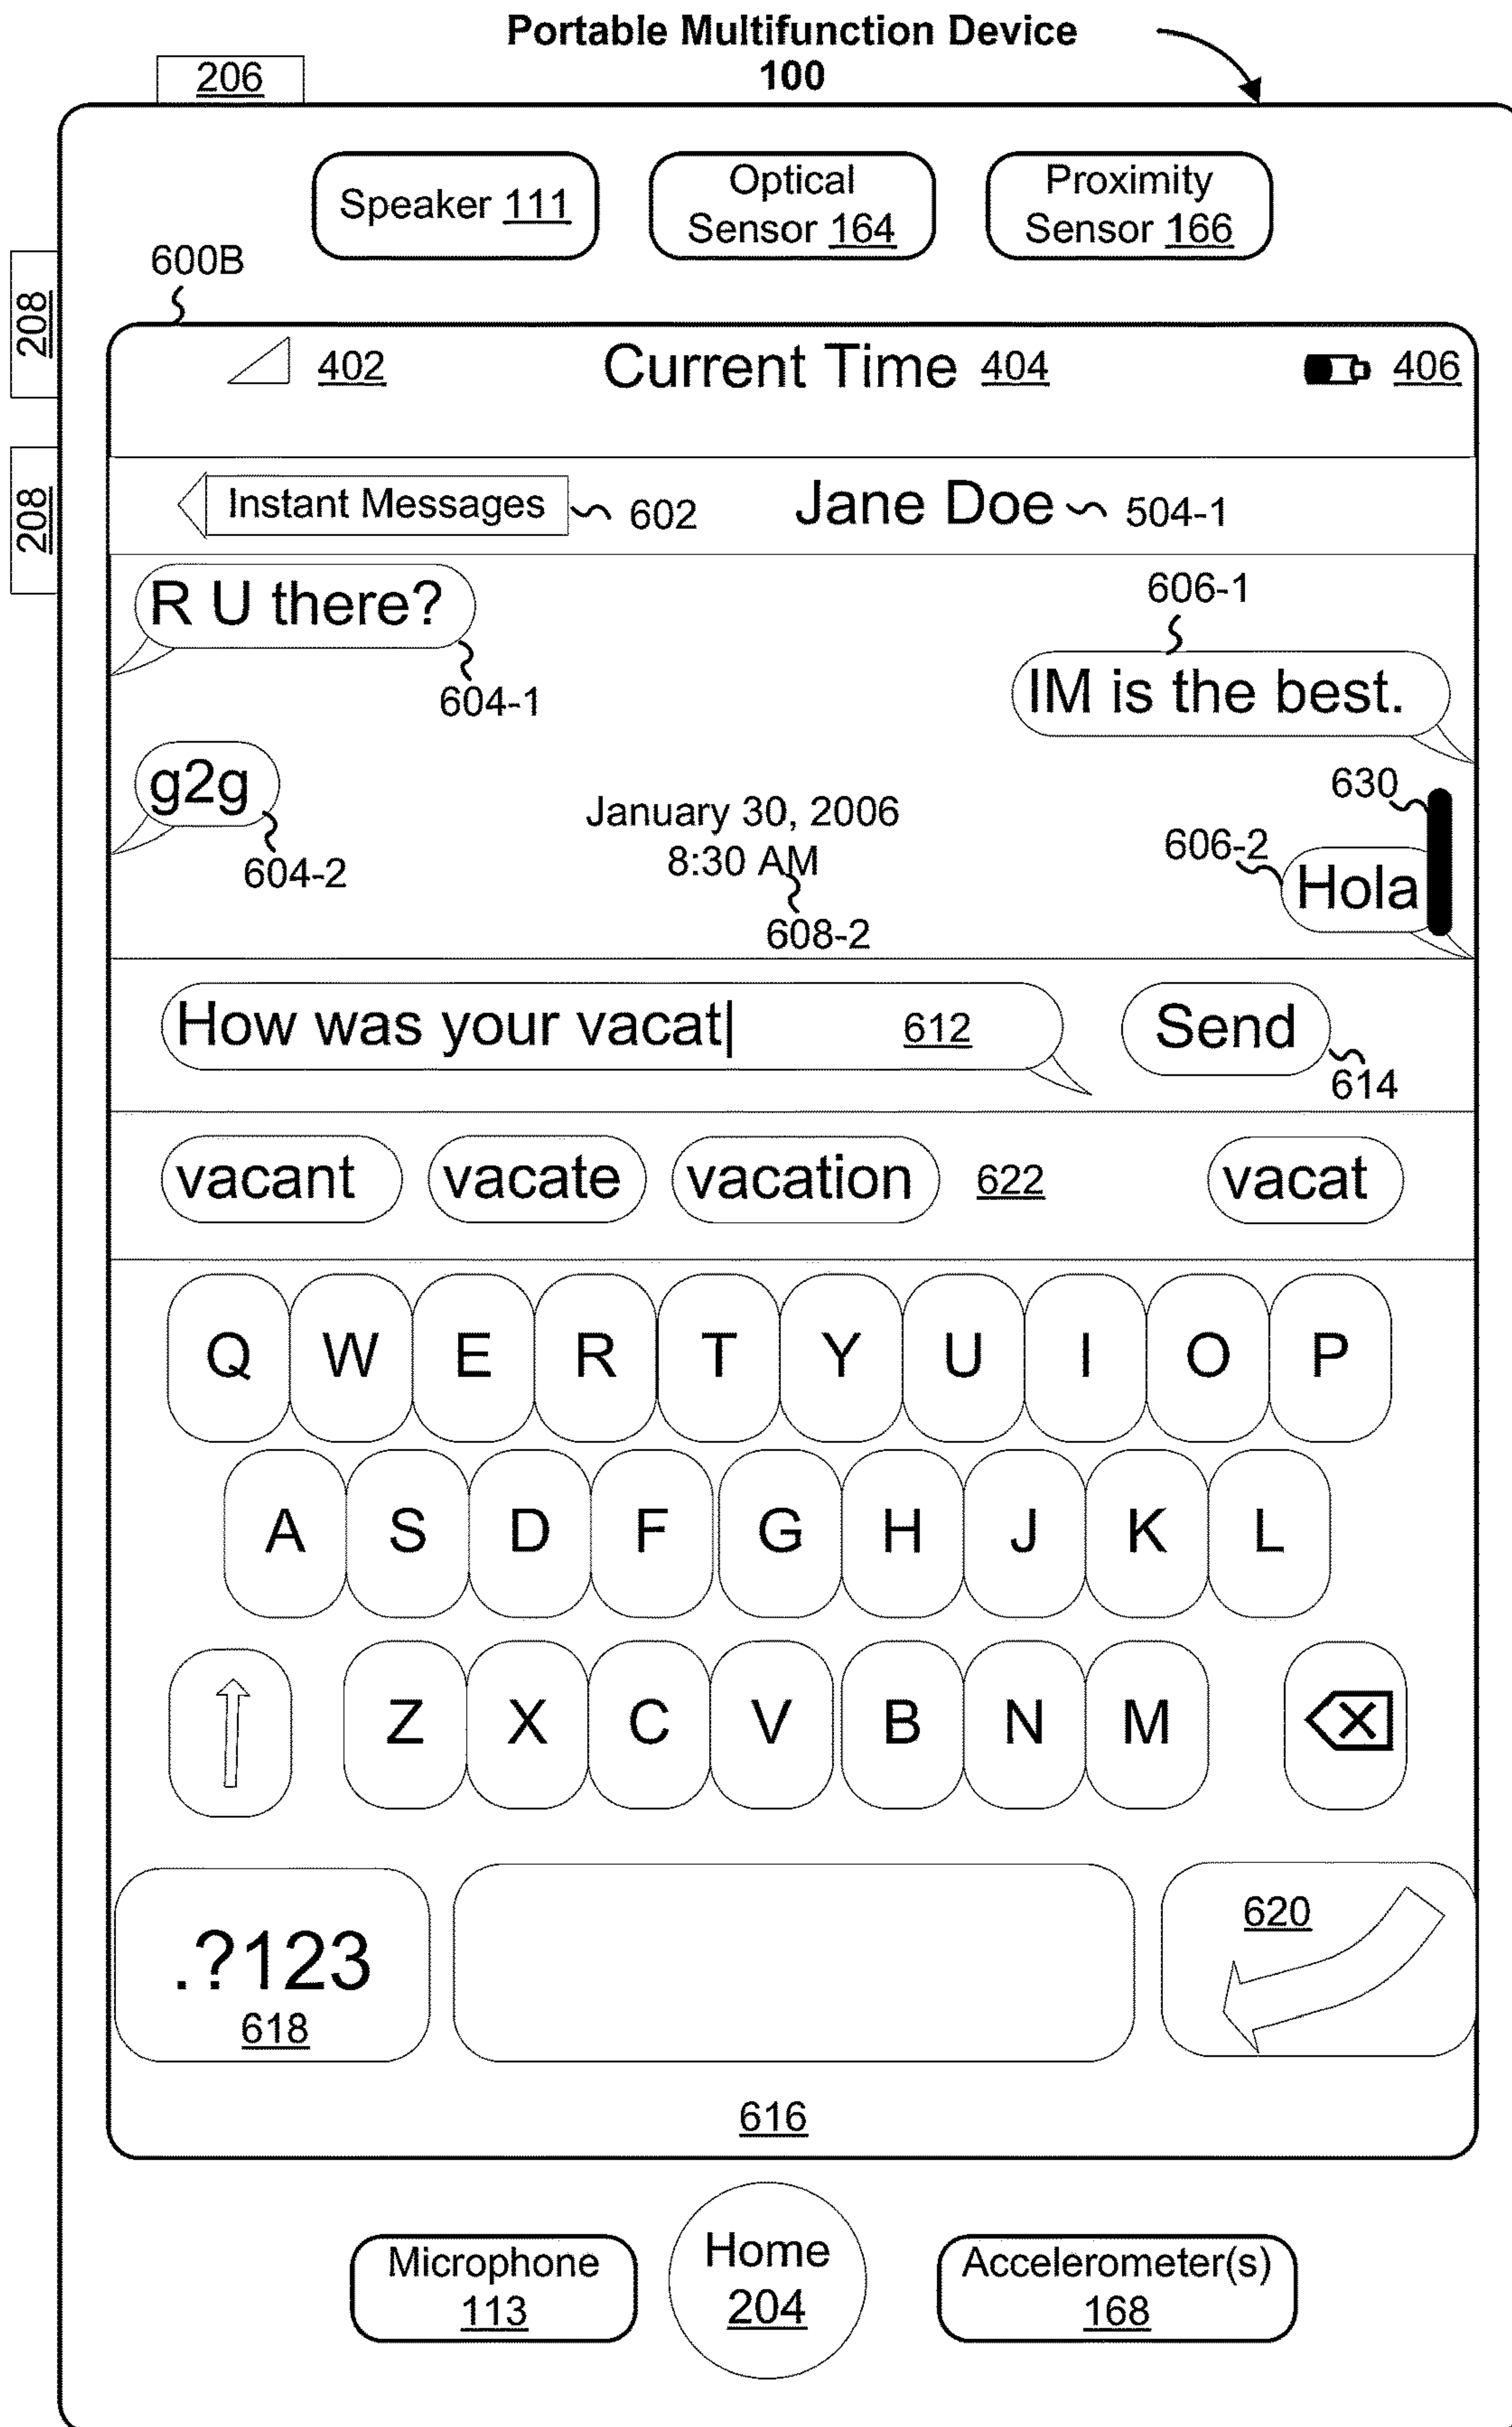 Portable Multifunction Device
100
206
Speaker 111
Optical
Sensor 164
Proximity
Sensor 166
600B
208
208
402
Current Time 404
406
Instant Messages
602
Jane Doe
504-1
R U there?
604-1
606-1
IM is the best.
g2g
604-2
January 30, 2006
8:30 AM
608-2
630
606-2
Hola
How was your vacat
612
Send
614
vacant
vacate
vacation
622
vacat
Q W E R T Y U I O P
A S D F G H J K L
Z X C V B N M
.?123
618
620
616
Microphone
113
Home
204
Accelerometer(s)
168